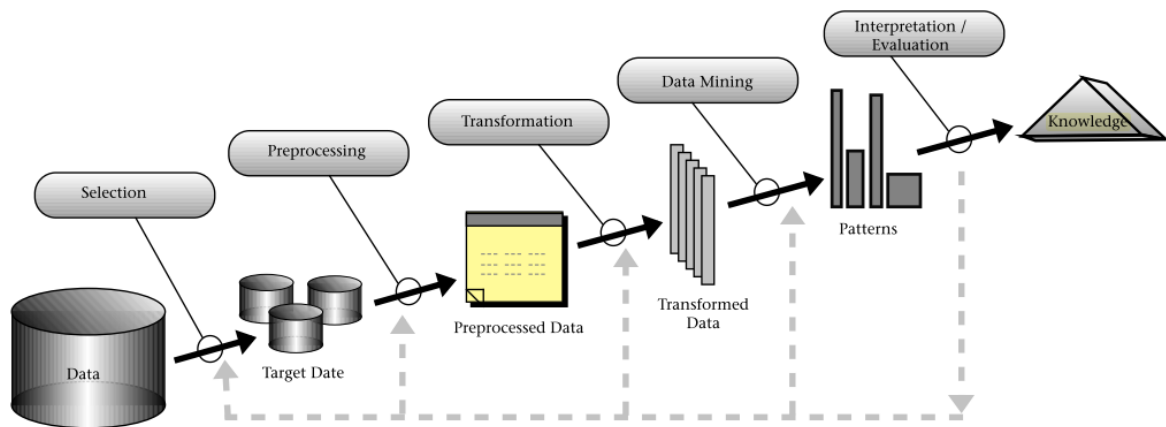 Interpretation /
Evaluation
Data Mining
Transformation
Preprocessing
Selection
Knowledge
Patterns
Transformed
Data
Preprocessed Data
Target Date
Data